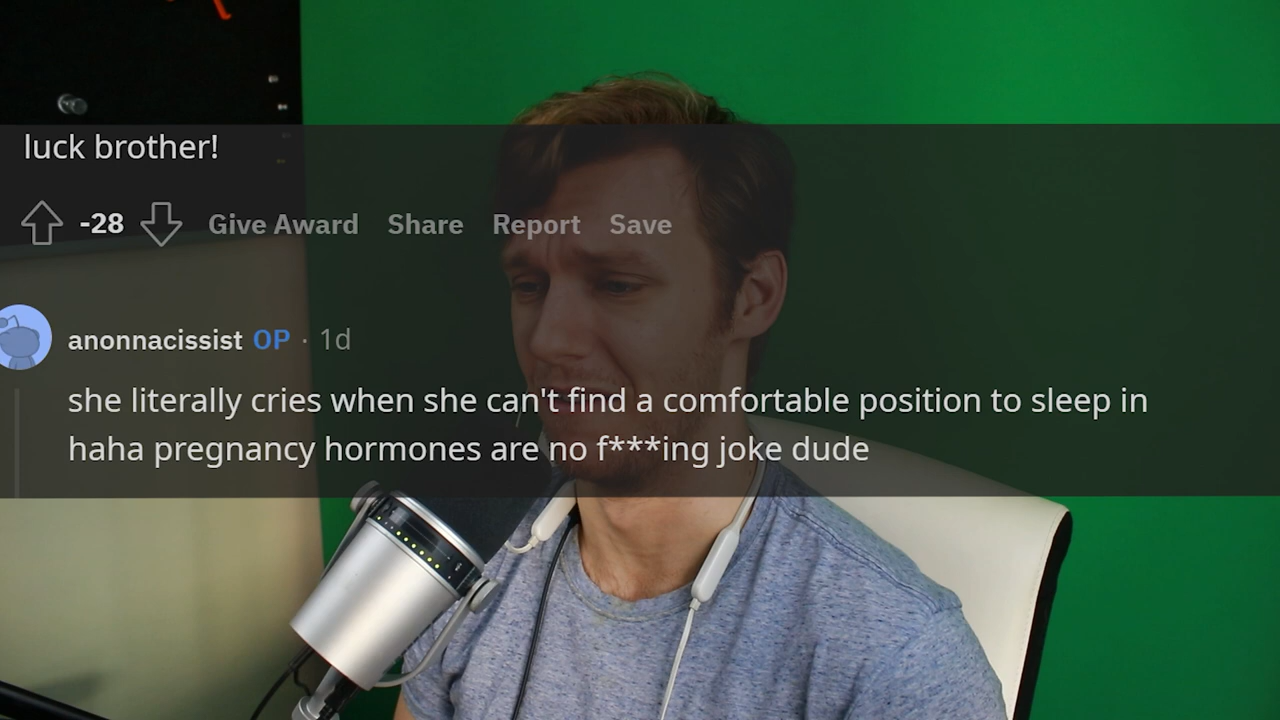 luck brother!
-28 Give Award Share Report Save
anonnacissist OP · 1d
she literally cries when she can't find a comfortable position to sleep in
haha pregnancy hormones are no f***ing joke dude